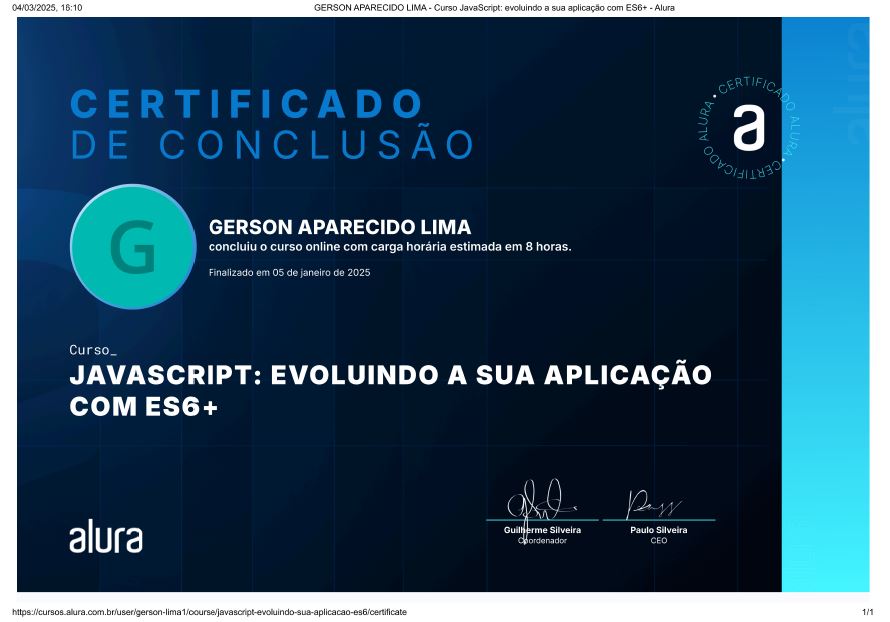 04/03/2025, 16:10
GERSON APARECIDO LIMA - Curso JavaScript: evoluindo a sua aplicação com ES6+ - Alura
CERTIFICADO
DE CONCLUSÃO
CERTIFICADO ALURA • CERTIFICADO ALURA •
a
alura
G
GERSON APARECIDO LIMA
concluiu o curso online com carga horária estimada em 8 horas.
Finalizado em 05 de janeiro de 2025
Curso_
JAVASCRIPT: EVOLUINDO A SUA APLICAÇÃO
COM ES6+
alura
Guilherme Silveira
Coordenador
Paulo Silveira
CEO
https://cursos.alura.com.br/user/gerson-lima1/course/javascript-evoluindo-sua-aplicacao-es6/certificate
1/1